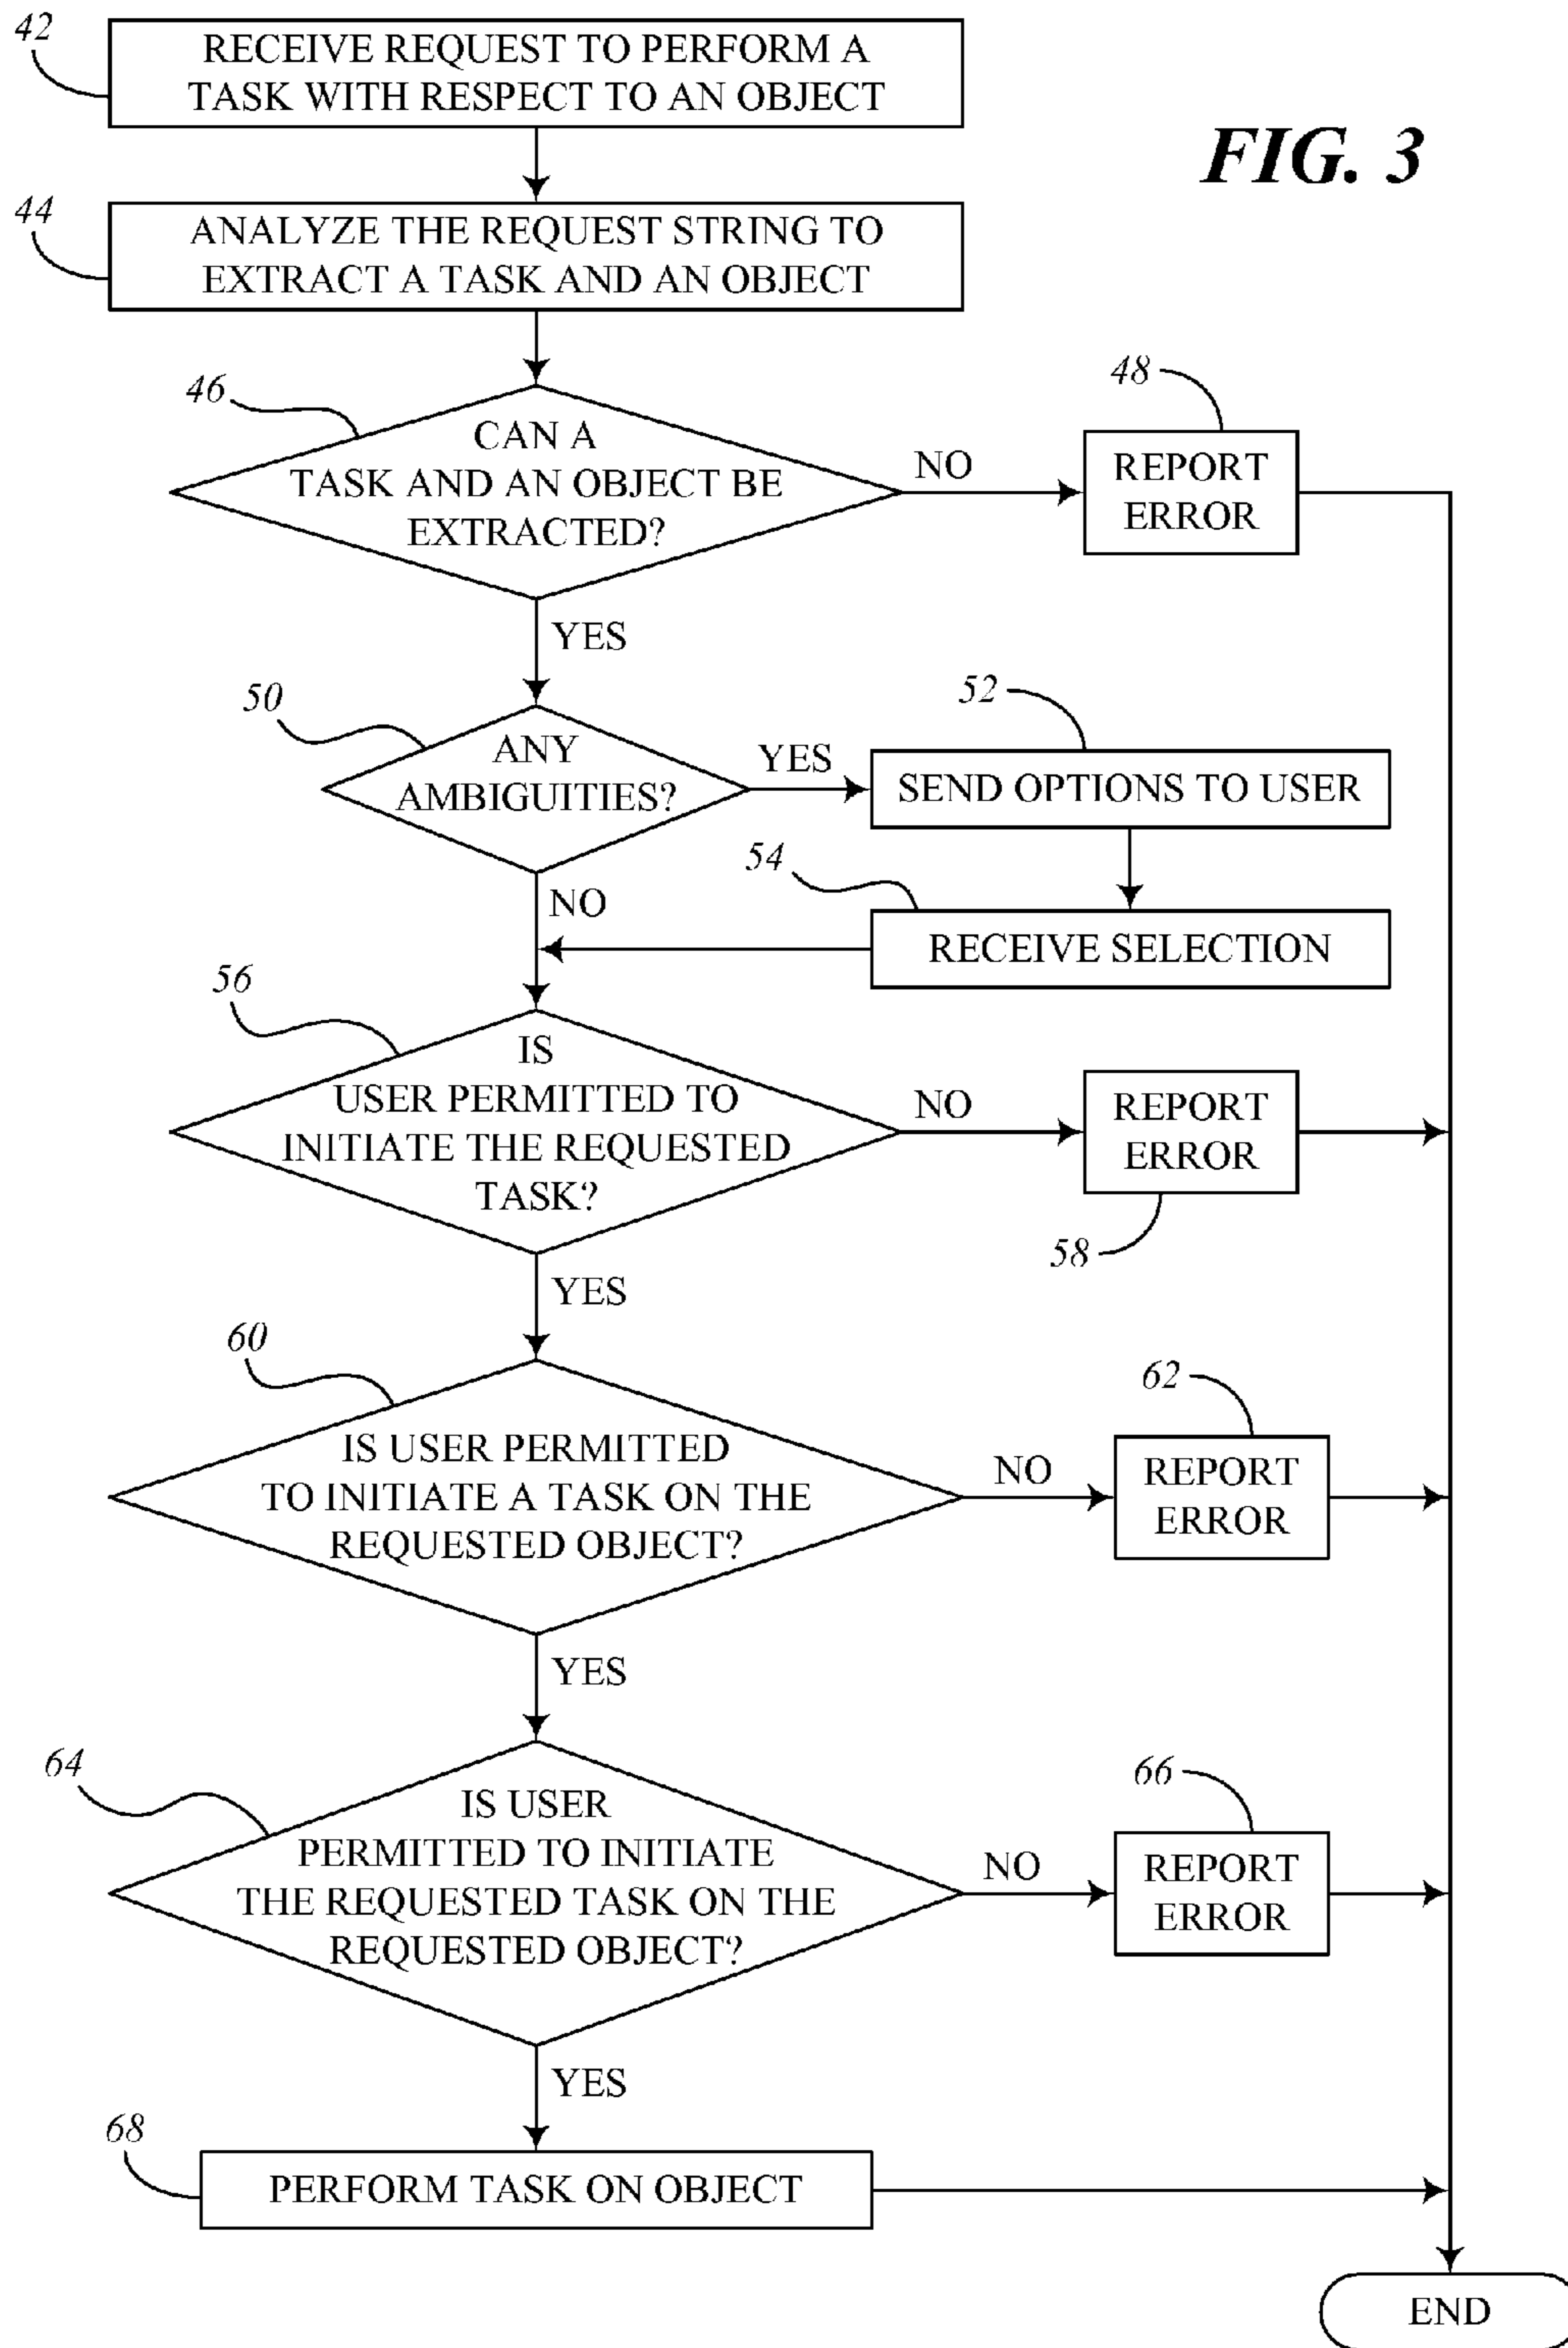 42
RECEIVE REQUEST TO PERFORM A
TASK WITH RESPECT TO AN OBJECT
FIG. 3
44
ANALYZE THE REQUEST STRING TO
EXTRACT A TASK AND AN OBJECT
46
CAN A
TASK AND AN OBJECT BE
EXTRACTED?
NO
48
REPORT
ERROR
YES
50
ANY
AMBIGUITIES?
YES
52
SEND OPTIONS TO USER
54
RECEIVE SELECTION
NO
56
IS
USER PERMITTED TO
INITIATE THE REQUESTED
TASK?
NO
REPORT
ERROR
58
YES
60
IS USER PERMITTED
TO INITIATE A TASK ON THE
REQUESTED OBJECT?
NO
62
REPORT
ERROR
YES
64
IS USER
PERMITTED TO INITIATE
THE REQUESTED TASK ON THE
REQUESTED OBJECT?
NO
66
REPORT
ERROR
YES
68
PERFORM TASK ON OBJECT
END